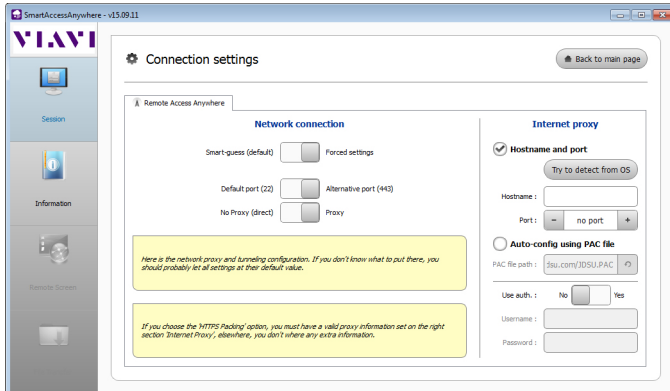 SmartAccessAnywhere - v15.09.11
VIAVI
Connection settings
Back to main page
Session
Information
Remote Screen
Remote Access Anywhere
Network connection
Smart-guess (default) Forced settings
Default port (22) Alternative port (443)
No Proxy (direct) Proxy
Here is the network proxy and tunneling configuration. If you don't know what to put there, you
should probably let all settings at their default value.
If you choose the 'HTTPS Packing' option, you must have a valid proxy information set on the right
section 'Internet Proxy', elsewhere, you don't where any extra information.
Internet proxy
Hostname and port
Try to detect from OS
Hostname :
Port : - no port +
Auto-config using PAC file
PAC file path : dsu.com/JDSU.PAC
Use auth. : No Yes
Username :
Password :